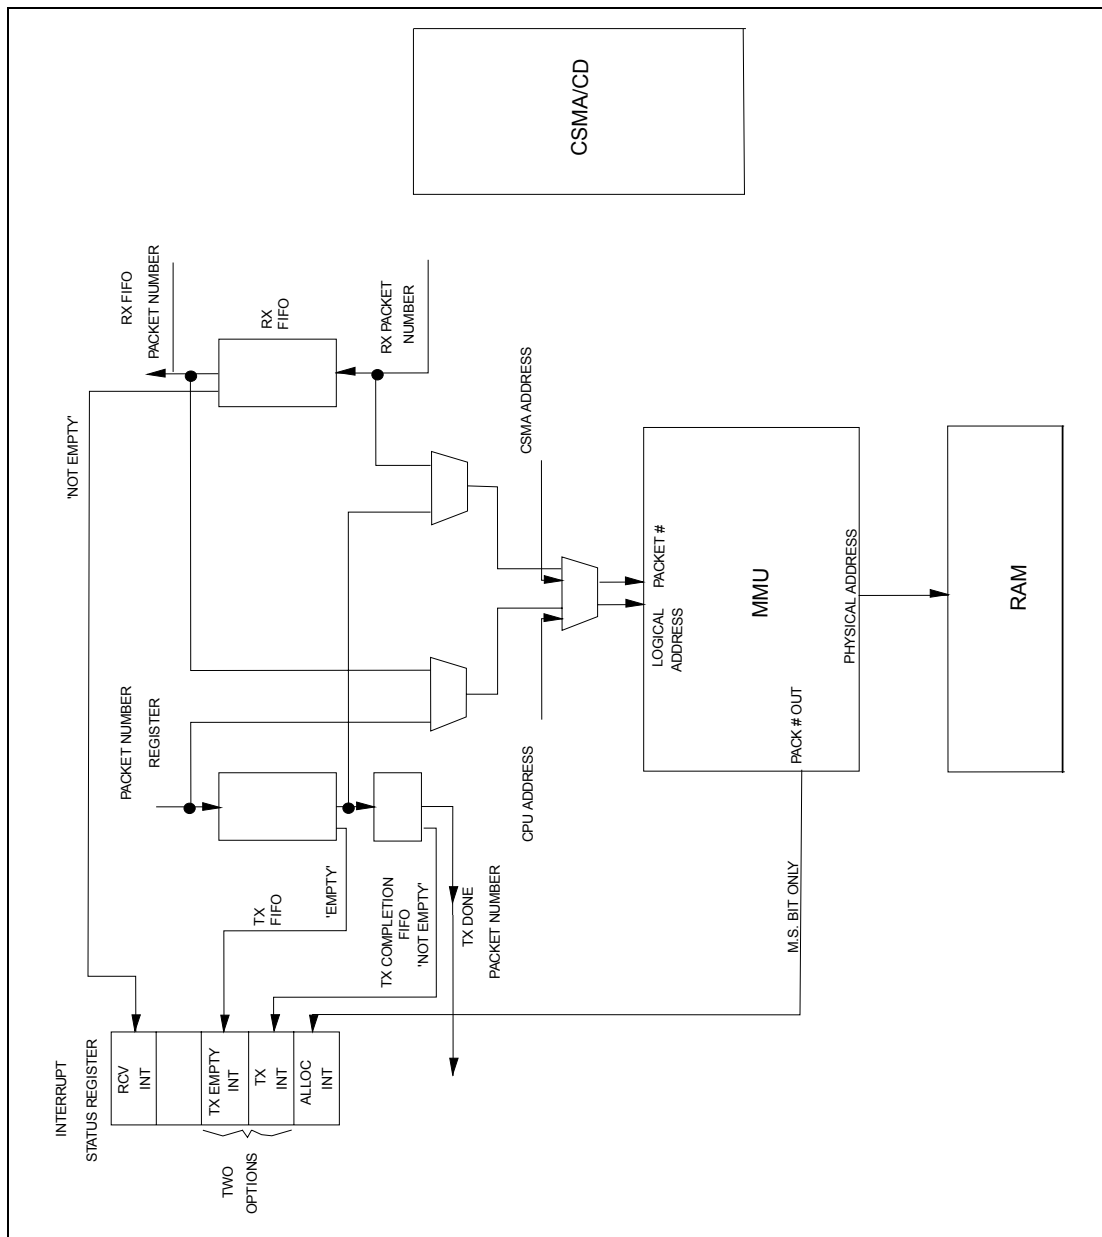 INTERRUPT
STATUS REGISTER
RCV
INT
TX EMPTY
INT
TX
INT
ALLOC
INT
TWO
OPTIONS
'NOT EMPTY'
PACKET NUMBER
REGISTER
TX
FIFO
'EMPTY'
TX COMPLETION
FIFO
'NOT EMPTY'
TX DONE
PACKET NUMBER
RX FIFO
PACKET NUMBER
RX
FIFO
RX PACKET
NUMBER
CPU ADDRESS
CSMA ADDRESS
M.S. BIT ONLY
LOGICAL
ADDRESS
PACKET #
MMU
PACK # OUT
PHYSICAL ADDRESS
RAM
CSMA/CD